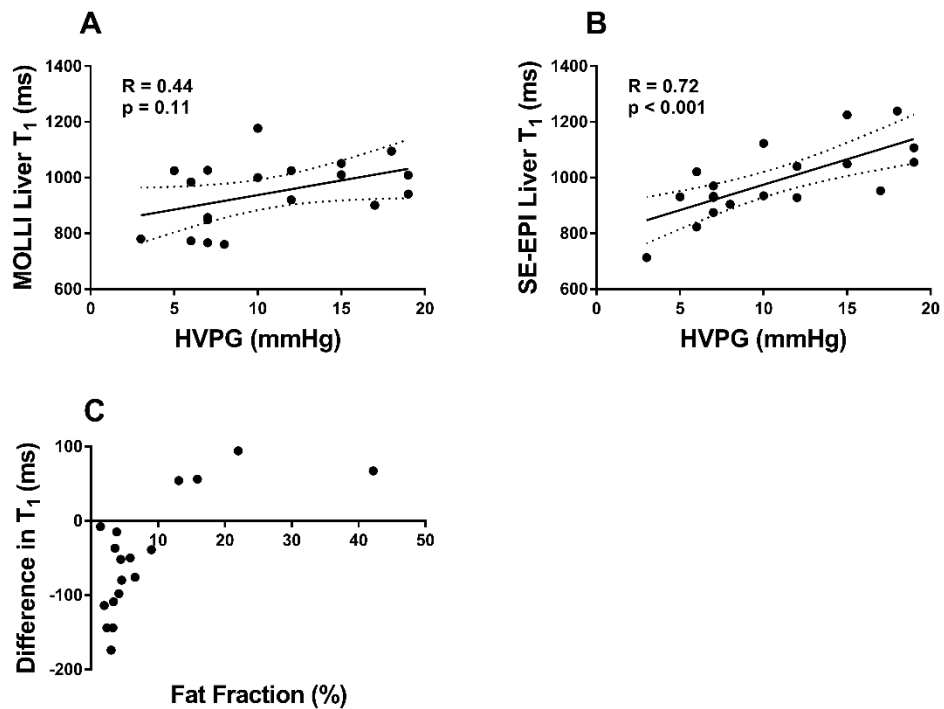 A
MOLLI Liver T₁ (ms)
1400
1200
1000
800
600
R = 0.44
p = 0.11
0 5 10 15 20
HVPG (mmHg)
B
SE-EPI Liver T₁ (ms)
1400
1200
1000
800
600
R = 0.72
p < 0.001
0 5 10 15 20
HVPG (mmHg)
C
Difference in T₁ (ms)
100
0
-100
-200
10 20 30 40 50
Fat Fraction (%)